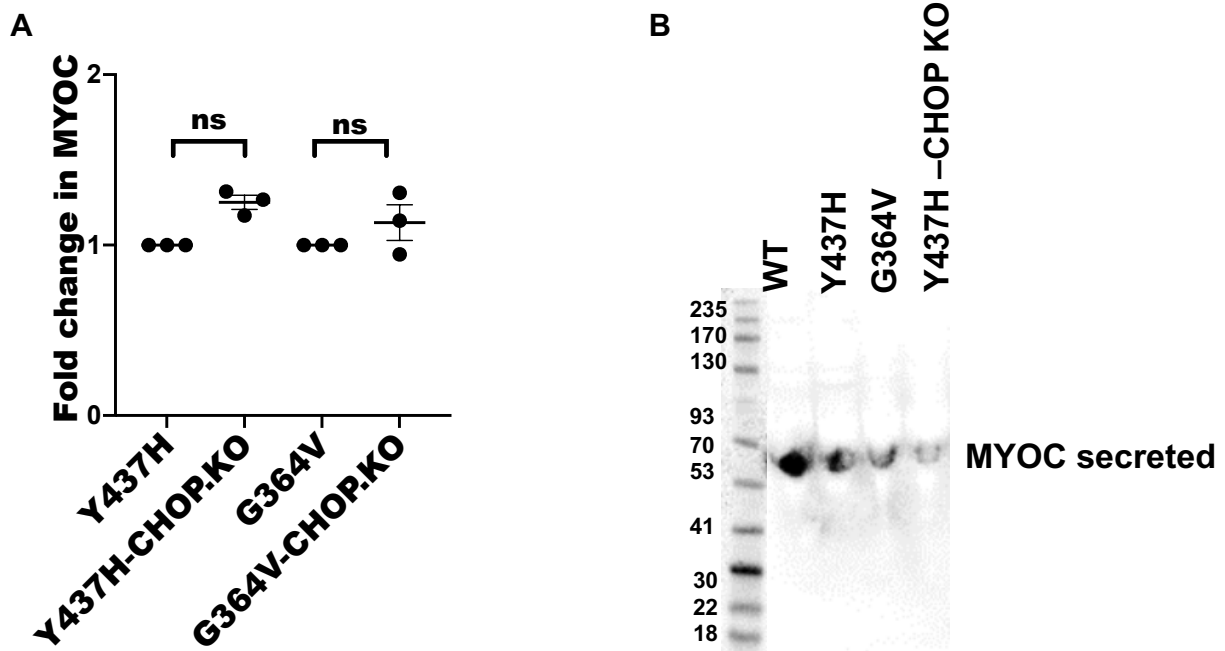 A
Fold change in MYOC
2
1
0
ns
ns
Y437H
Y437H-CHOP.KO
G364V
G364V-CHOP.KO
B
WT
Y437H
G364V
Y437H –CHOP KO
235
170
130
93
70
53
41
30
22
18
MYOC secreted